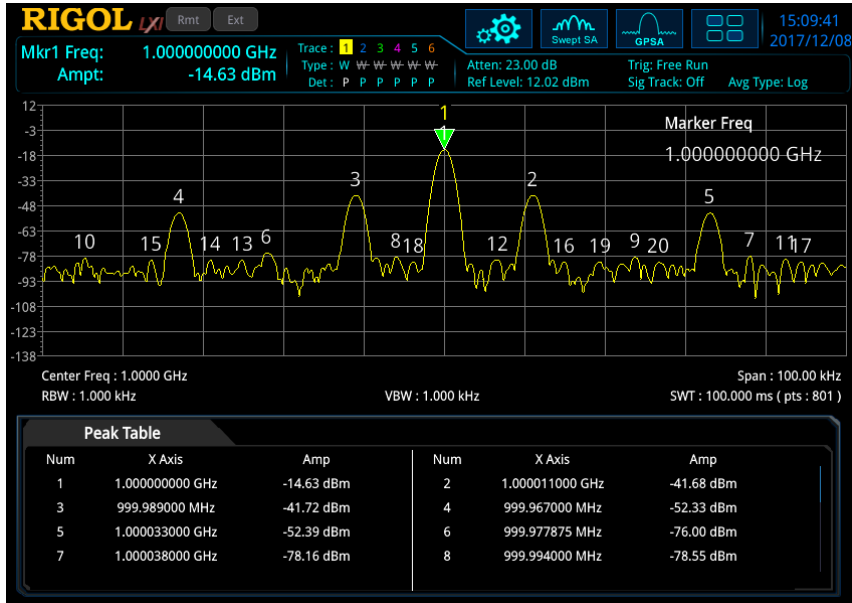 RIGOL LXI Rmt Ext
Swept SA GPSA 15:09:41
2017/12/08
Mkr1 Freq: 1.000000000 GHz
Ampt: -14.63 dBm
Trace : 1 2 3 4 5 6
Type : W W W W W W
Det : P P P P P P
Atten: 23.00 dB Trig: Free Run
Ref Level: 12.02 dBm Sig Track: Off Avg Type: Log
12
-3
-18
-33
-48
-63
-78
-93
-108
-123
-138
Marker Freq
1.000000000 GHz
1
1
3 2
4 5
10 15 14 13 6 8 18 12 16 19 9 20 7 11 17
Center Freq : 1.0000 GHz Span : 100.00 kHz
RBW : 1.000 kHz VBW : 1.000 kHz SWT : 100.000 ms ( pts : 801 )
Peak Table
Num X Axis Amp Num X Axis Amp
1 1.000000000 GHz -14.63 dBm 2 1.000011000 GHz -41.68 dBm
3 999.989000 MHz -41.72 dBm 4 999.967000 MHz -52.33 dBm
5 1.000033000 GHz -52.39 dBm 6 999.977875 MHz -76.00 dBm
7 1.000038000 GHz -78.16 dBm 8 999.994000 MHz -78.55 dBm